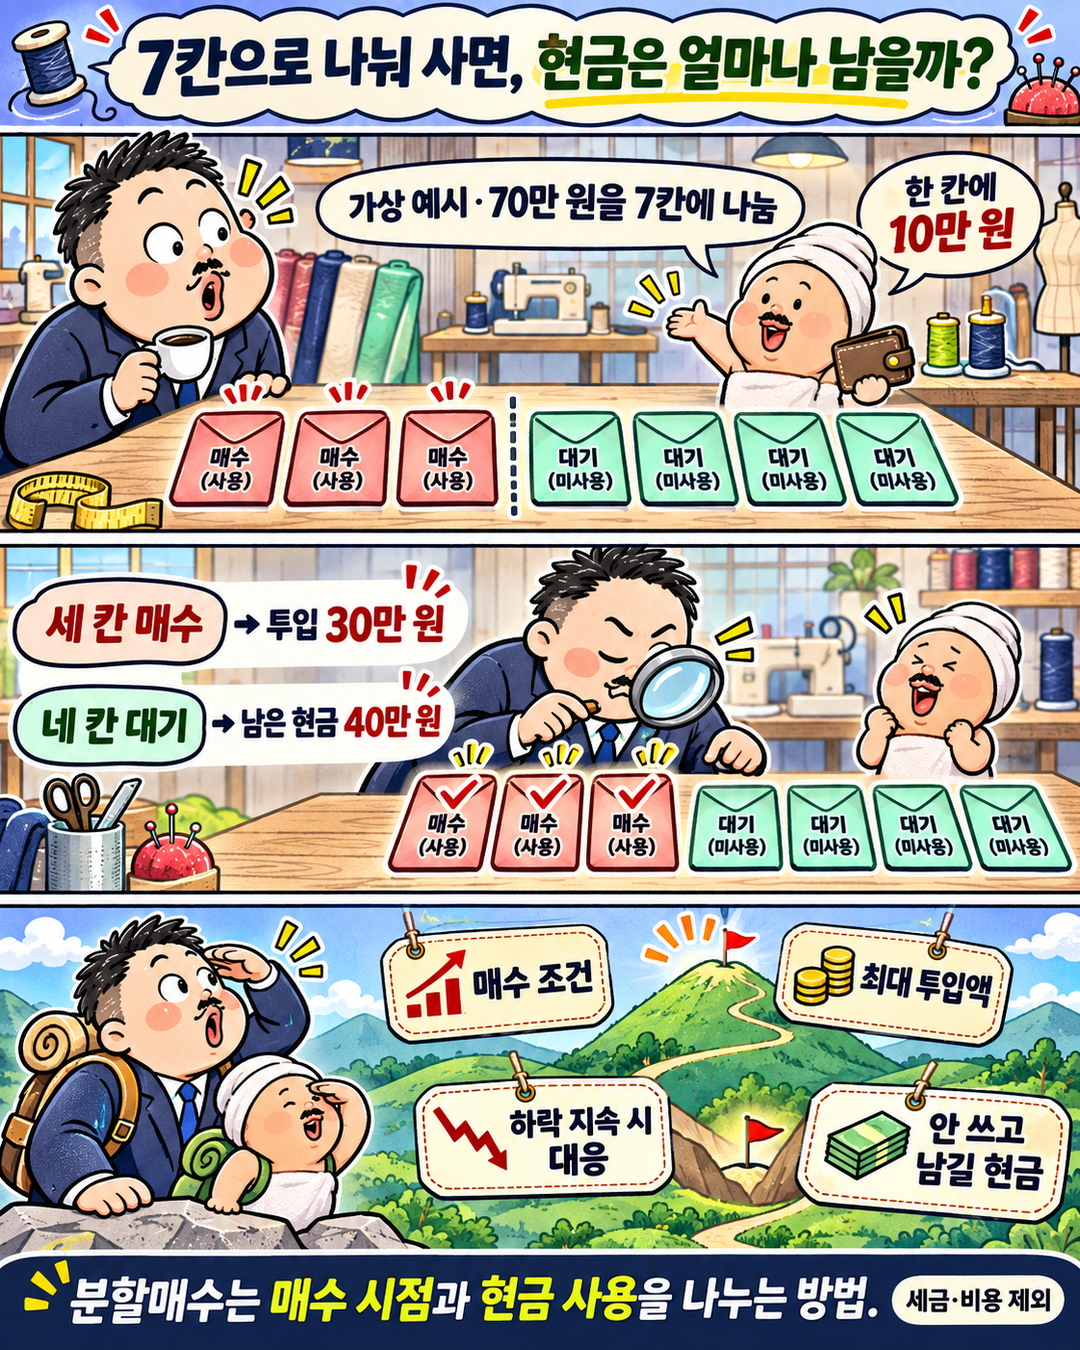 7칸으로 나눠 사면, 현금은 얼마나 남을까?
가상 예시 · 70만 원을 7칸에 나눔
한 칸에
10만 원
매수
(사용)
매수
(사용)
매수
(사용)
대기
(미사용)
대기
(미사용)
대기
(미사용)
대기
(미사용)
세 칸 매수 → 투입 30만 원
네 칸 대기 → 남은 현금 40만 원
매수
(사용)
매수
(사용)
매수
(사용)
대기
(미사용)
대기
(미사용)
대기
(미사용)
대기
(미사용)
매수 조건
최대 투입액
하락 지속 시
대응
안 쓰고
남길 현금
분할매수는 매수 시점과 현금 사용을 나누는 방법.
세금·비용 제외